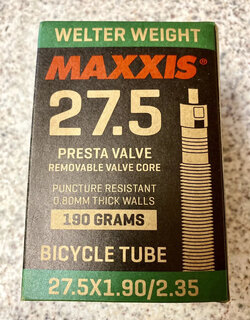 WELTER WEIGHT
MAXXIS®
27.5
PRESTA VALVE
REMOVABLE VALVE CORE
PUNCTURE RESISTANT
0.80MM THICK WALLS
190 GRAMS
BICYCLE TUBE
27.5X1.90/2.35